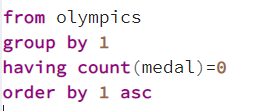 from olympics
group by 1
having count(medal)=0
order by 1 asc